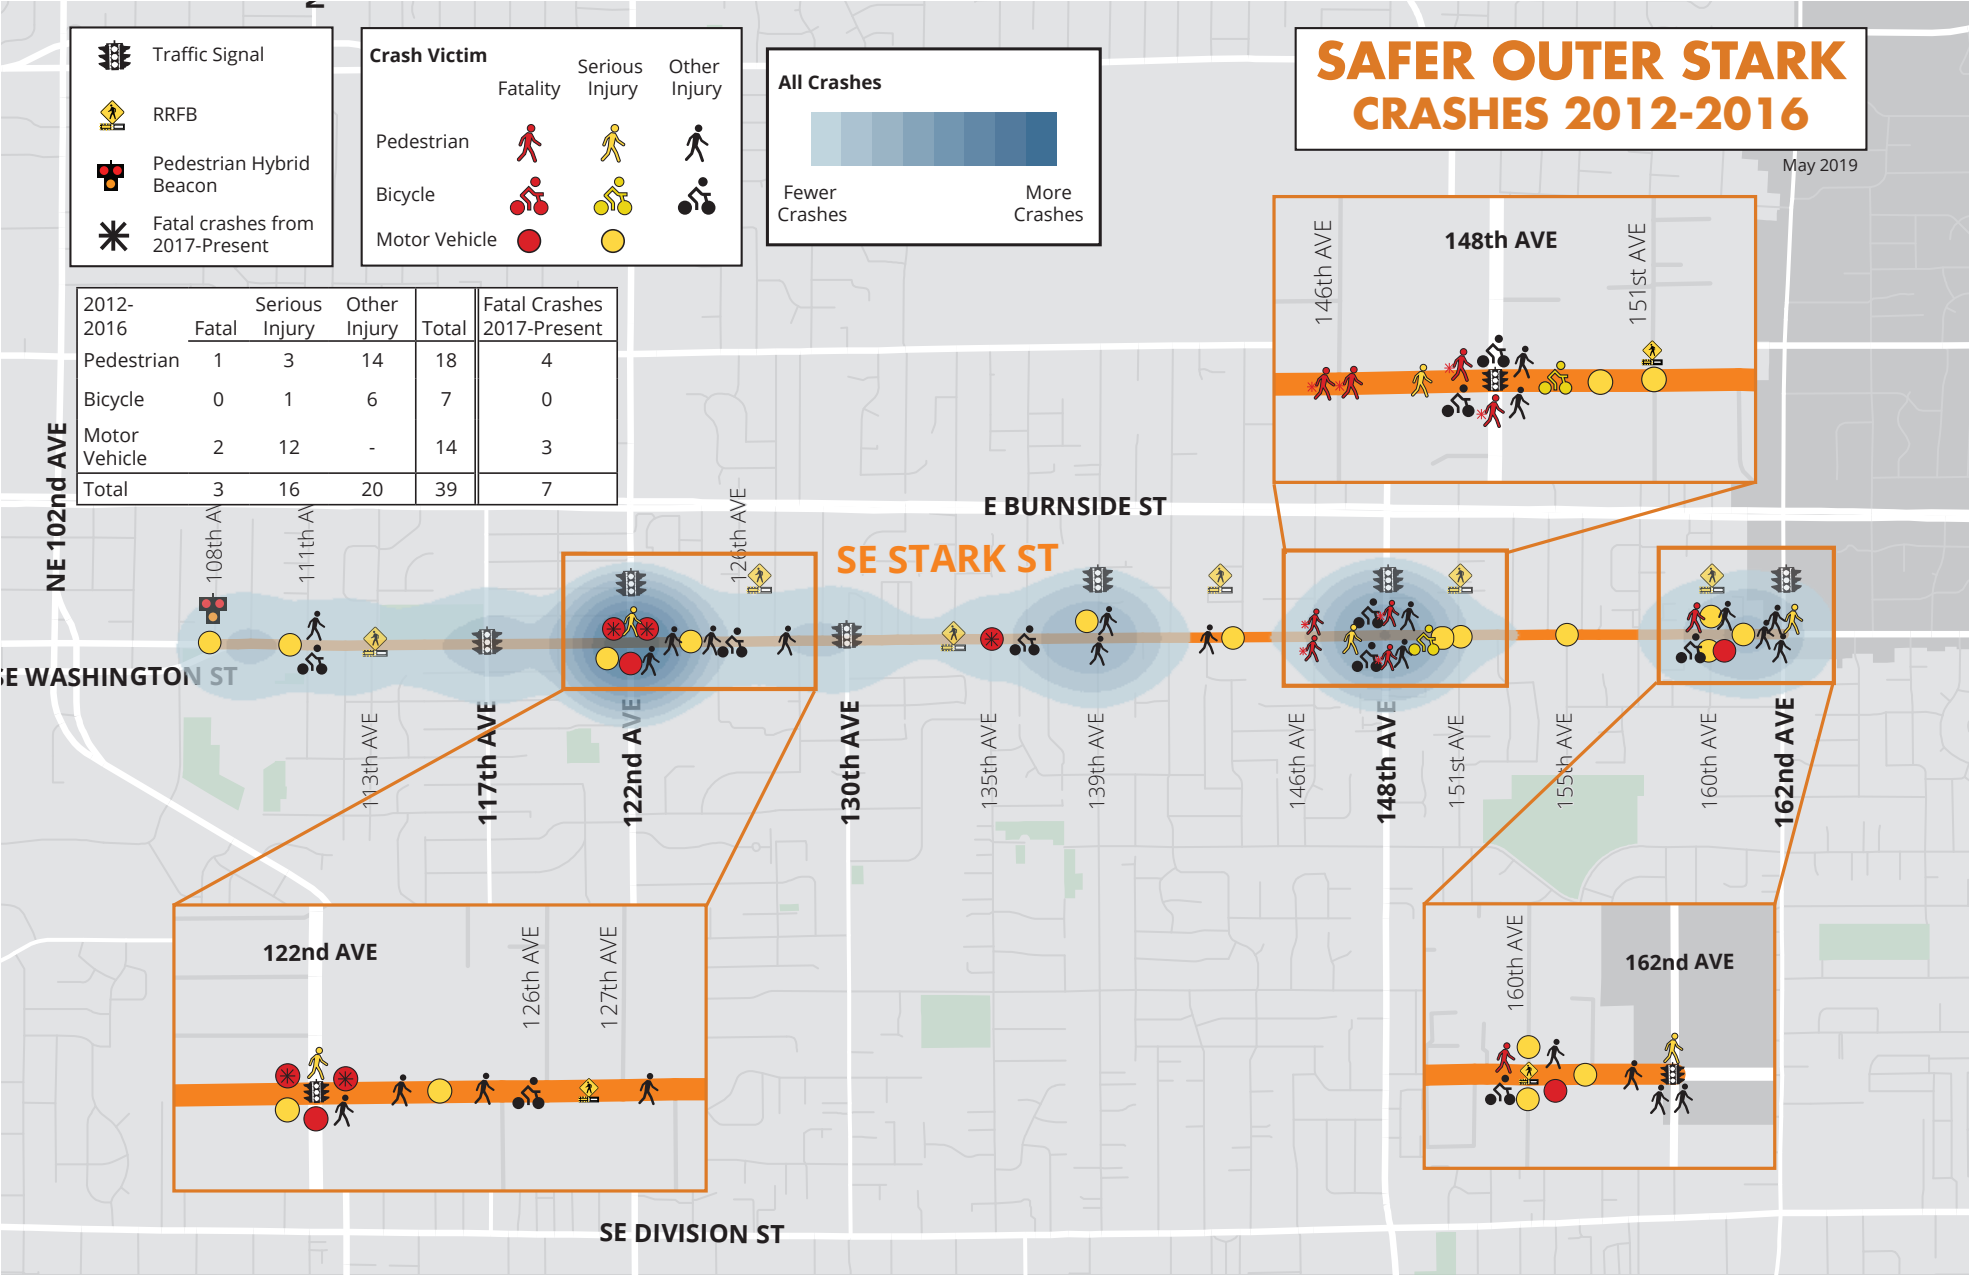 Traffic Signal
RRFB
Pedestrian Hybrid
Beacon
Fatal crashes from
2017-Present
Crash Victim
Fatality
Serious
Injury
Other
Injury
Pedestrian
Bicycle
Motor Vehicle
All Crashes
Fewer
Crashes
More
Crashes
SAFER OUTER STARK
CRASHES 2012-2016
May 2019
2012-
2016
Fatal
Serious
Injury
Other
Injury
Total
Fatal Crashes
2017-Present
Pedestrian 1 3 14 18 4
Bicycle 0 1 6 7 0
Motor
Vehicle 2 12 - 14 3
Total 3 16 20 39 7
146th AVE
148th AVE
151st AVE
NE 102nd AVE
E BURNSIDE ST
108th AV
111th AV
126th AVE
SE STARK ST
SE WASHINGTON ST
113th AVE
117th AVE
122nd AVE
130th AVE
135th AVE
139th AVE
146th AVE
148th AVE
151st AVE
155th AVE
160th AVE
162nd AVE
122nd AVE
126th AVE
127th AVE
160th AVE
162nd AVE
SE DIVISION ST